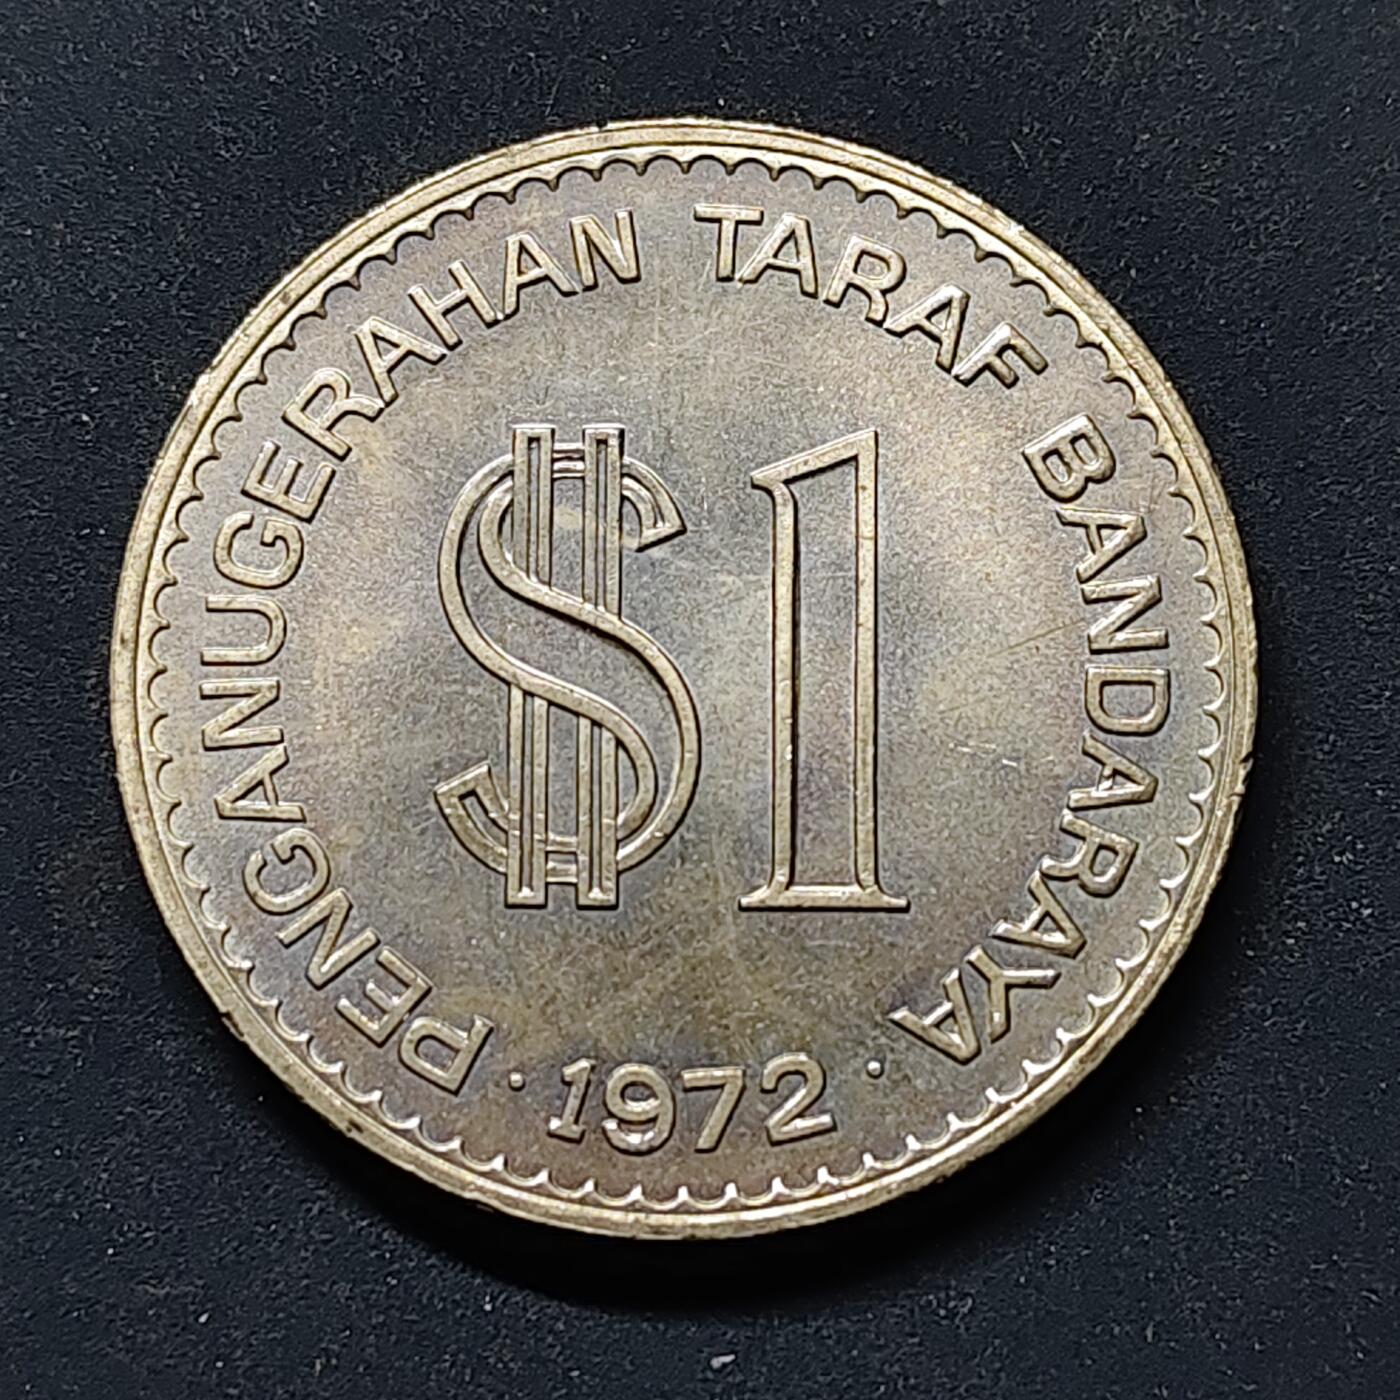 PENGANUGERAHAN TARAF BANDARAYA
$1
· 1972 ·